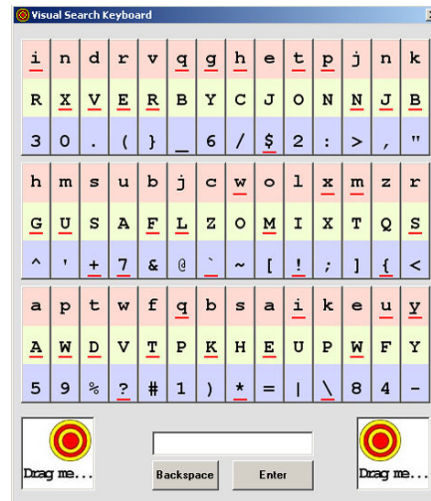 Visual Search Keyboard
i n d r v q g h e t p j n k
R X V E R B Y C J O N N J B
3 0 . ( } _ 6 / $ 2 : > , "
h m s u b j c w o l x m z r
G U S A F L Z O M I X T Q S
^ ' + 7 & @ ` ~ [ ! ; ] { <
a p t w f q b s a i k e u y
A W D V T P K H E U P W F Y
5 9 % ? # 1 ) * = | \ 8 4 -
Drag me...
Backspace
Enter
Drag me...